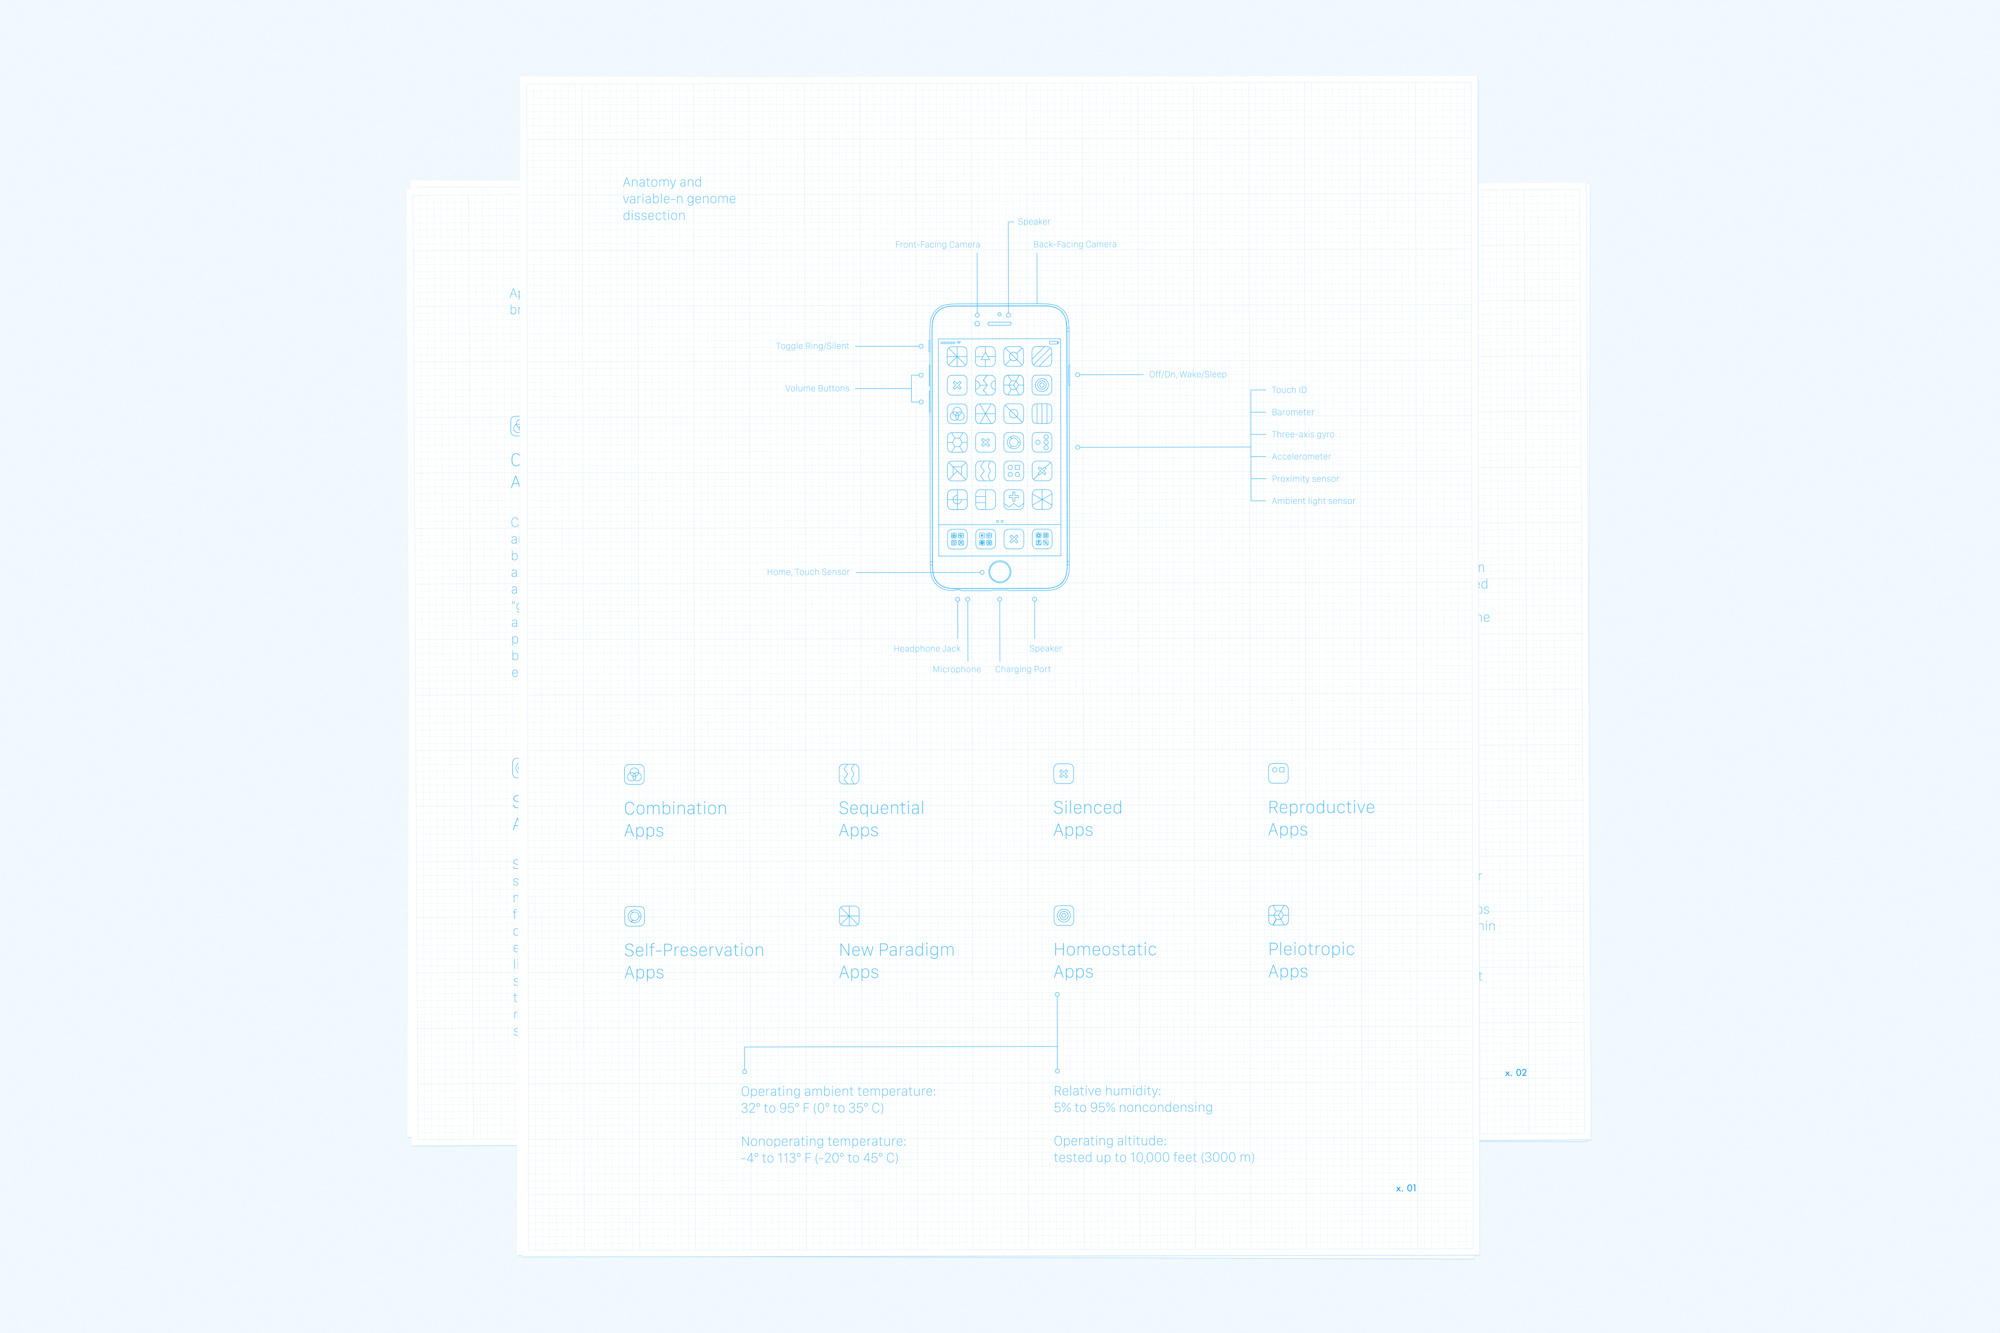 Anatomy and
variable-n genome
dissection
Speaker
Front-Facing Camera
Back-Facing Camera
Toggle Ring/Silent
Volume Buttons
Off/On, Wake/Sleep
Touch ID
Barometer
Three-axis gyro
Accelerometer
Proximity sensor
Ambient light sensor
Home, Touch Sensor
Headphone Jack
Speaker
Microphone
Charging Port
Combination
Apps
Sequential
Apps
Silenced
Apps
Reproductive
Apps
Self-Preservation
Apps
New Paradigm
Apps
Homeostatic
Apps
Pleiotropic
Apps
Operating ambient temperature:
32° to 95° F (0° to 35° C)
Nonoperating temperature:
-4° to 113° F (-20° to 45° C)
Relative humidity:
5% to 95% noncondensing
Operating altitude:
tested up to 10,000 feet (3000 m)
x. 01
x. 02